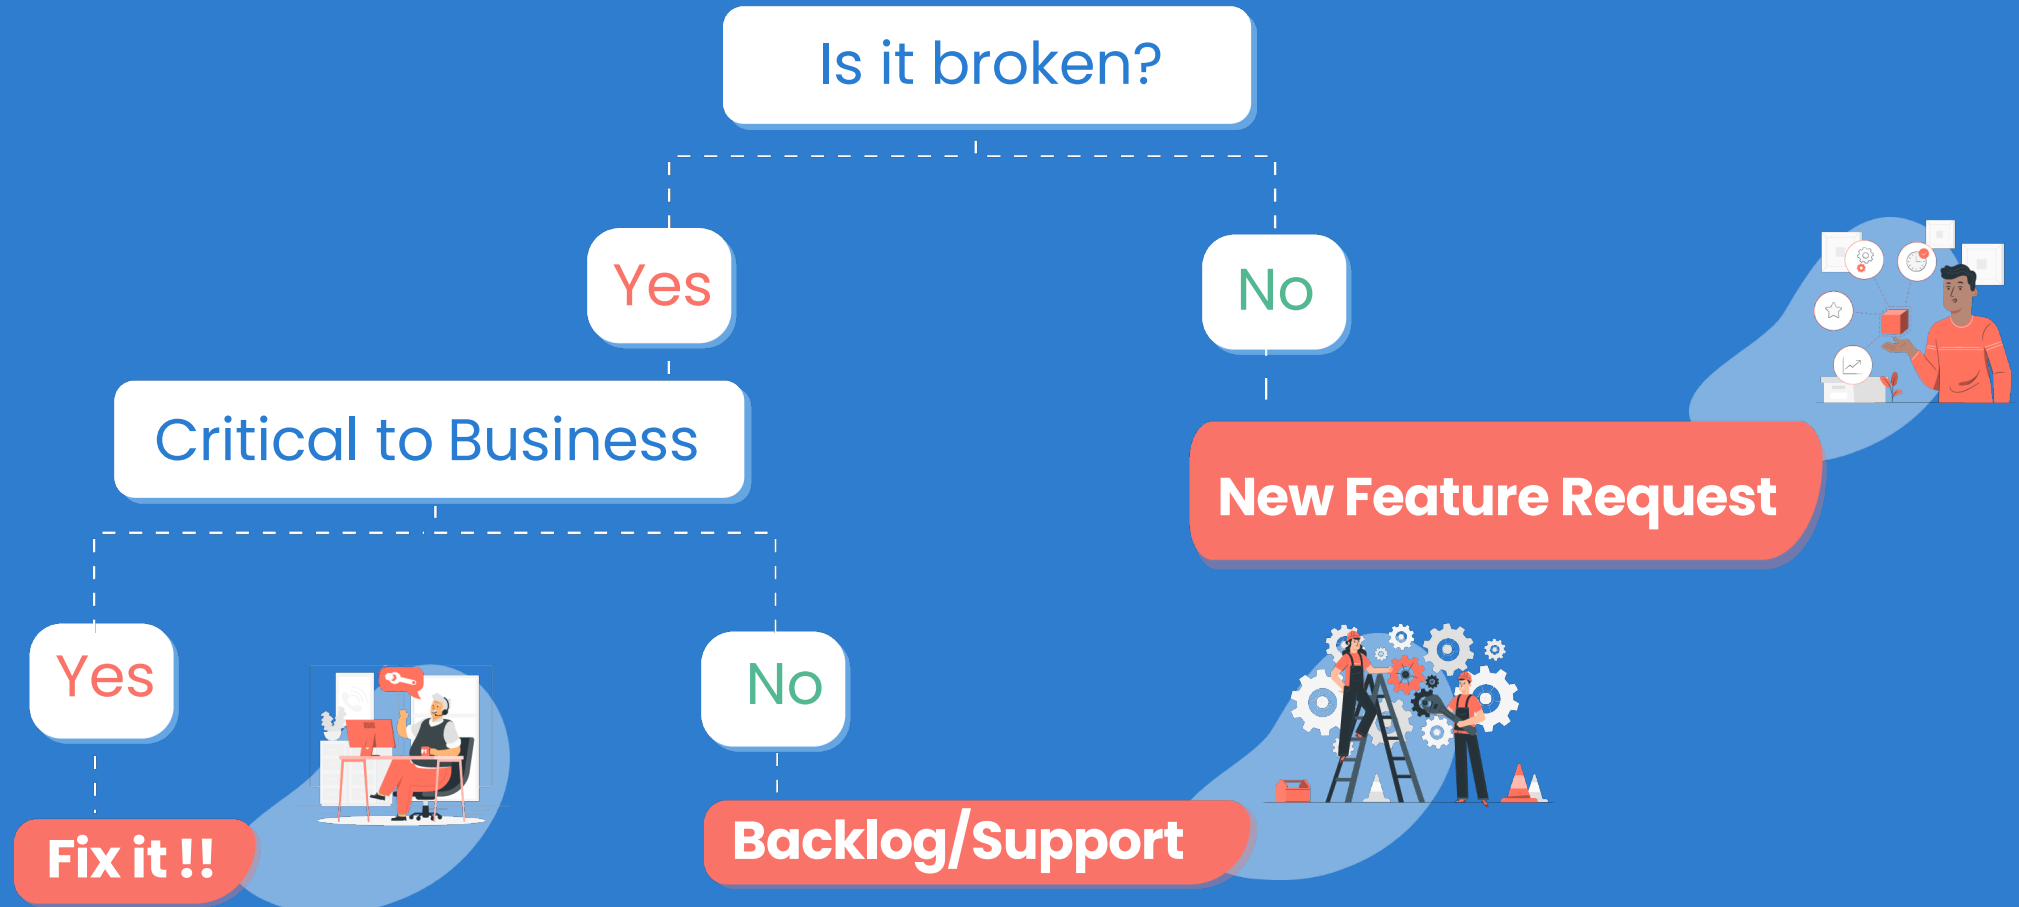 Is it broken?
Yes
No
Critical to Business
New Feature Request
Yes
No
Fix it !!
Backlog/Support